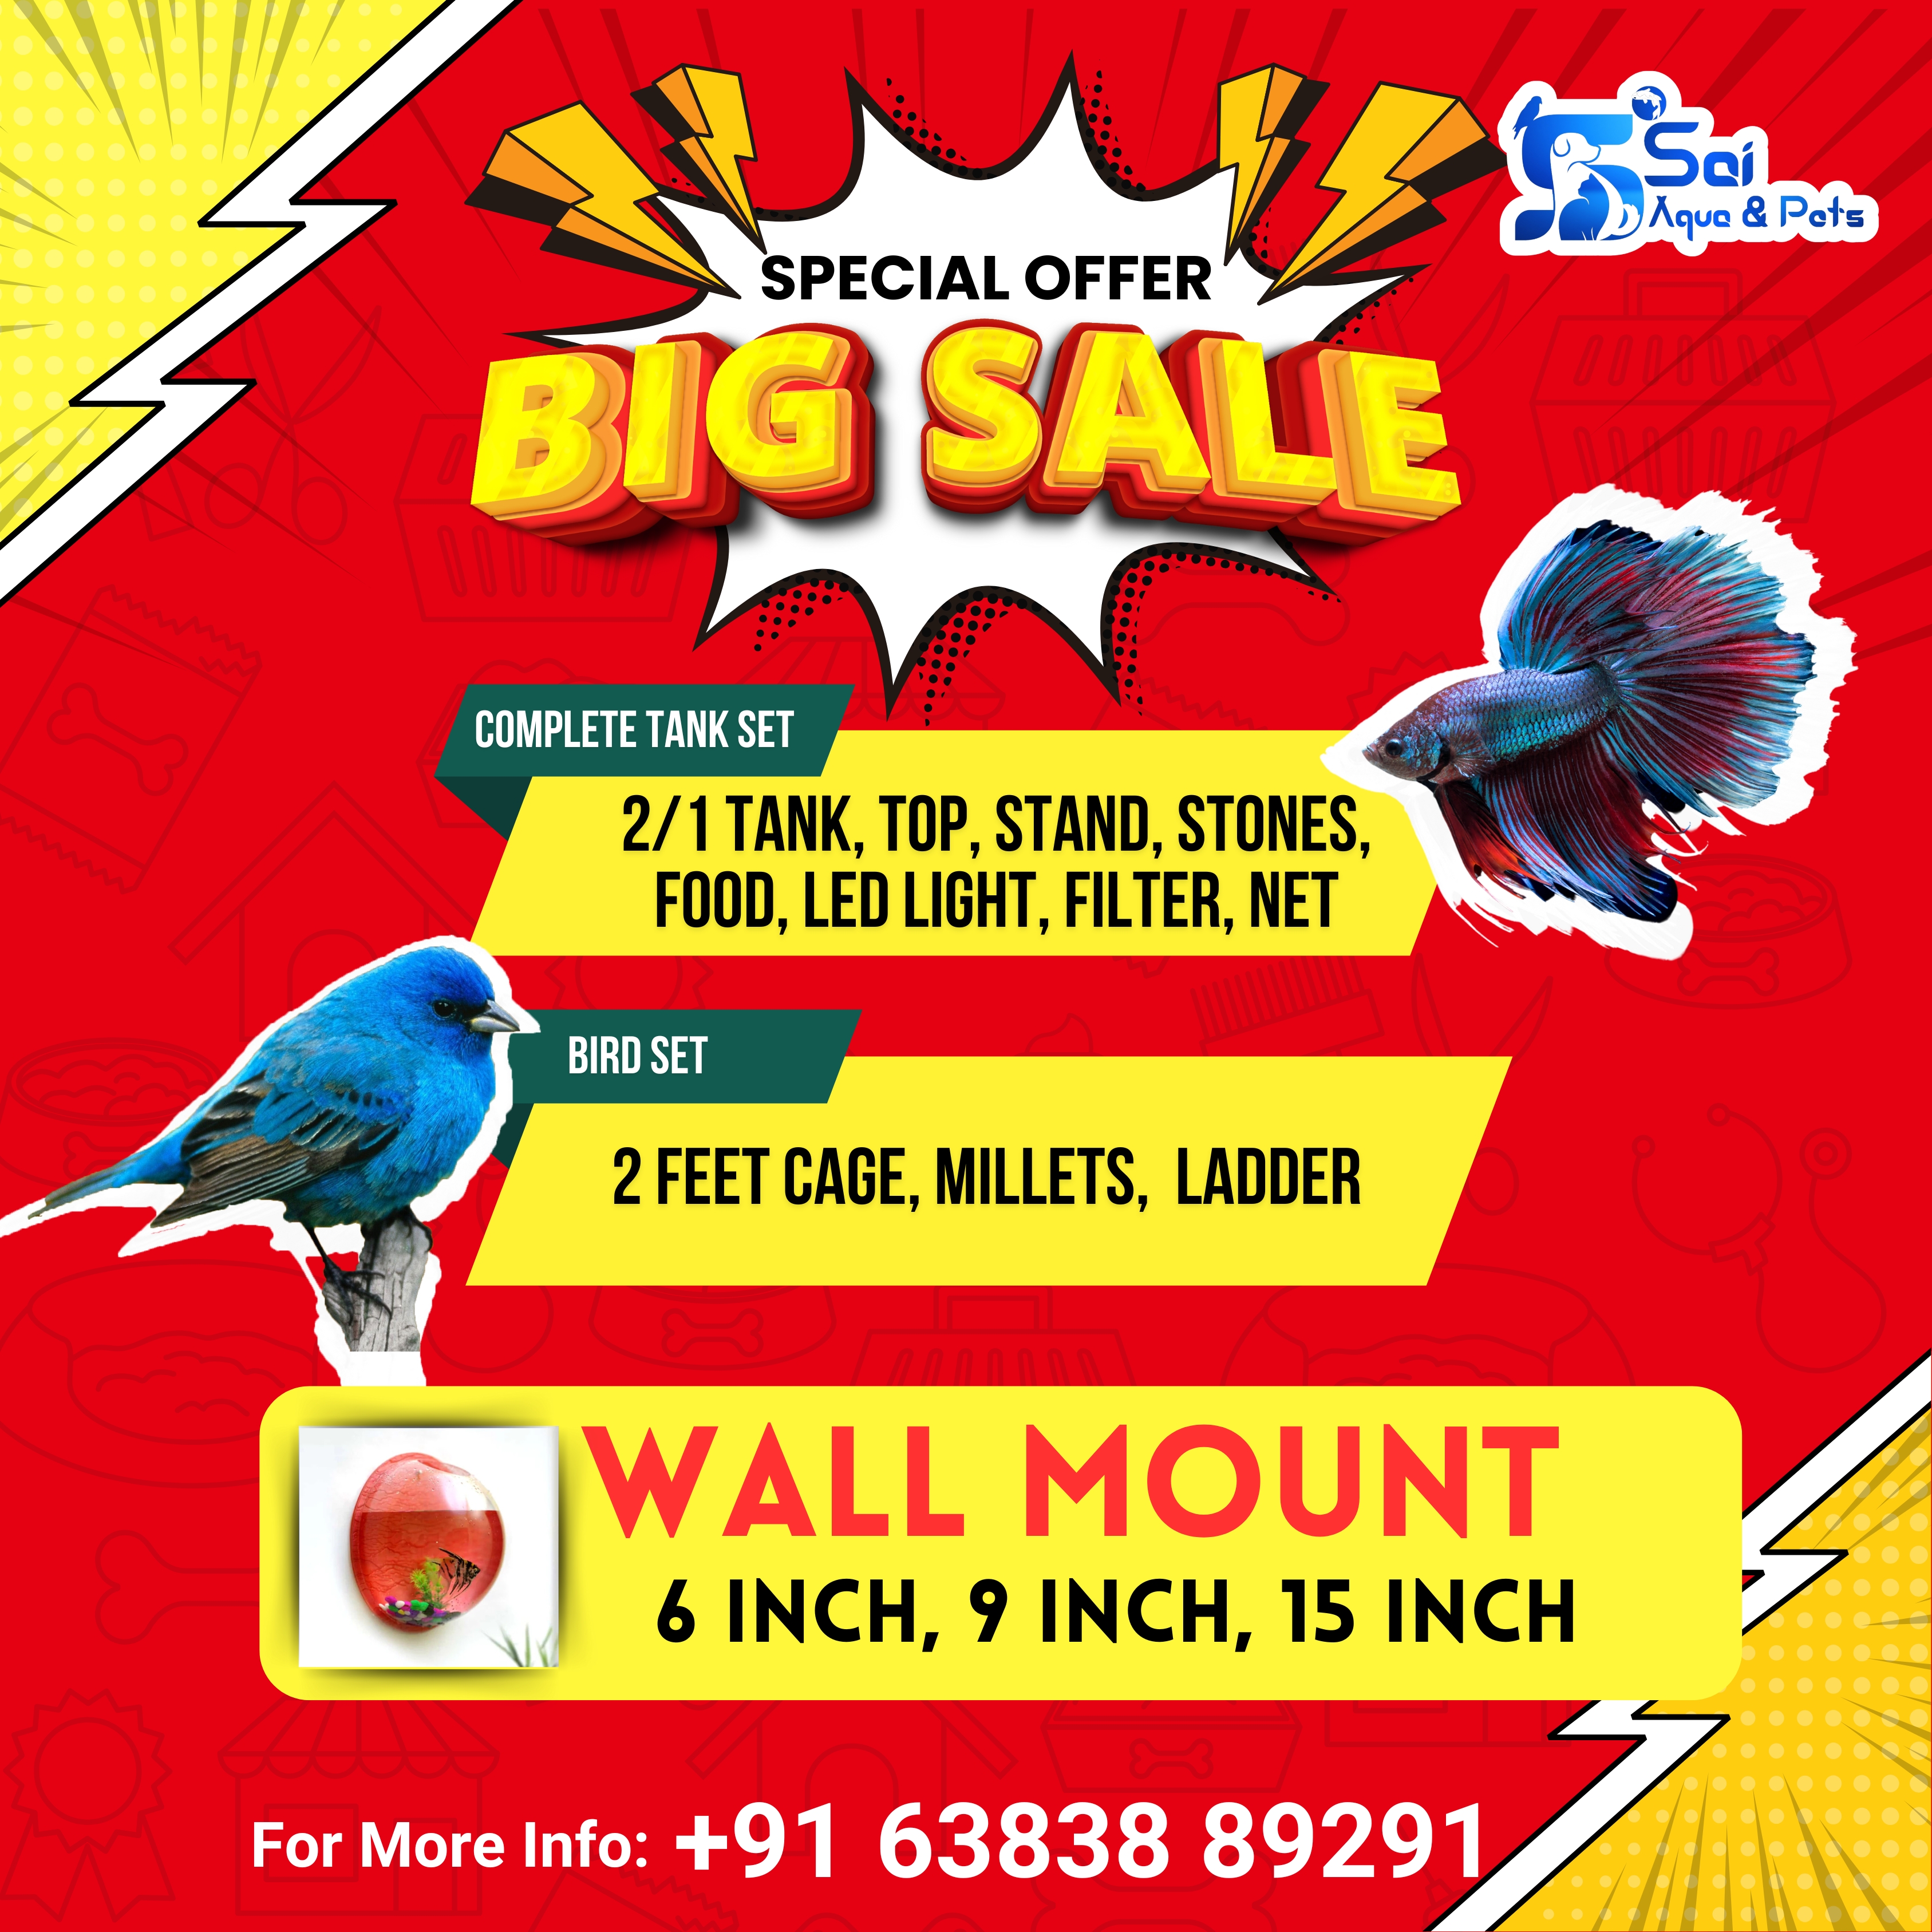 Sai
Aqua & Pets
SPECIAL OFFER
BIG SALE
COMPLETE TANK SET
2/1 TANK, TOP, STAND, STONES,
FOOD, LED LIGHT, FILTER, NET
BIRD SET
2 FEET CAGE, MILLETS, LADDER
WALL MOUNT
6 INCH, 9 INCH, 15 INCH
For More Info: +91 63838 89291